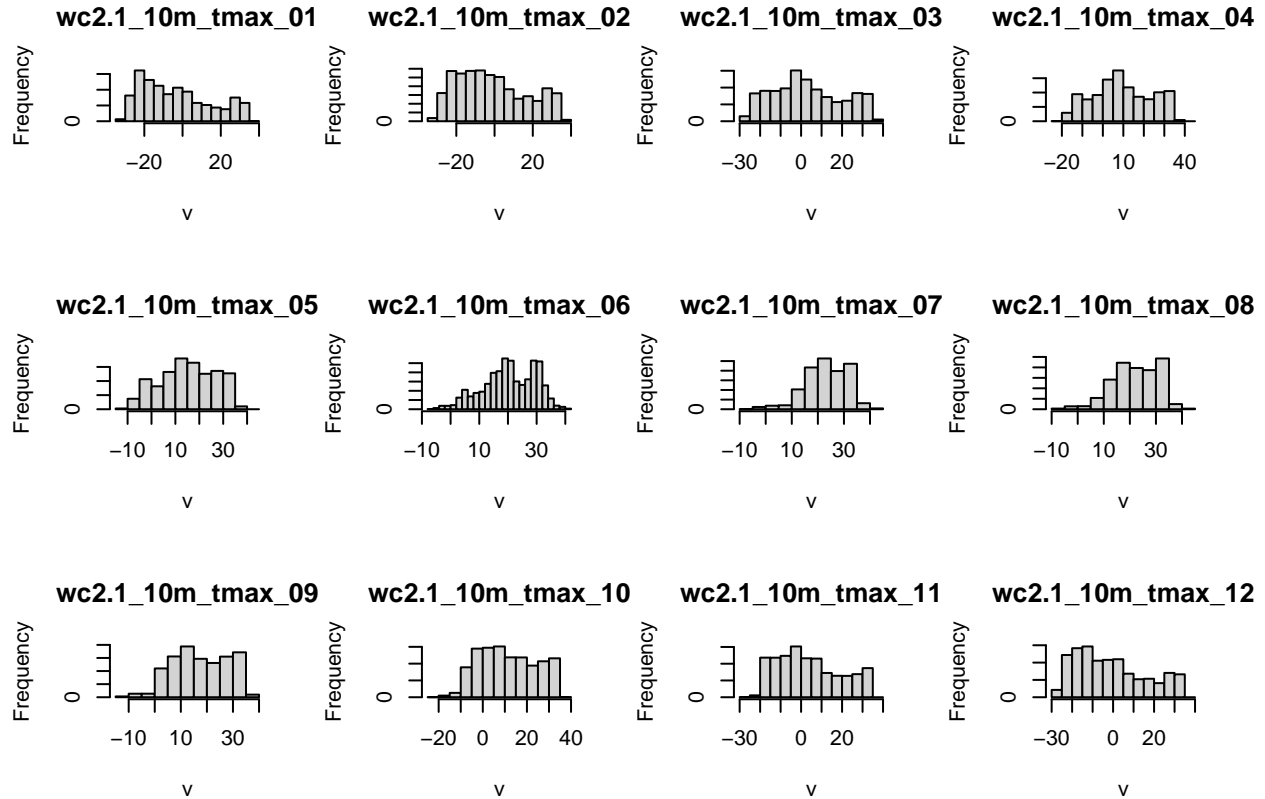 wc2.1_10m_tmax_01
Frequency
0
−20 0 20
v
wc2.1_10m_tmax_02
Frequency
0
−20 20
v
wc2.1_10m_tmax_03
Frequency
0
−30 0 20
v
wc2.1_10m_tmax_04
Frequency
0
−20 10 40
v
wc2.1_10m_tmax_05
Frequency
0
−10 10 30
v
wc2.1_10m_tmax_06
Frequency
0
−10 10 30
v
wc2.1_10m_tmax_07
Frequency
0
−10 10 30
v
wc2.1_10m_tmax_08
Frequency
0
−10 10 30
v
wc2.1_10m_tmax_09
Frequency
0
−10 10 30
v
wc2.1_10m_tmax_10
Frequency
0
−20 0 20 40
v
wc2.1_10m_tmax_11
Frequency
0
−30 0 20
v
wc2.1_10m_tmax_12
Frequency
0
−30 0 20
v